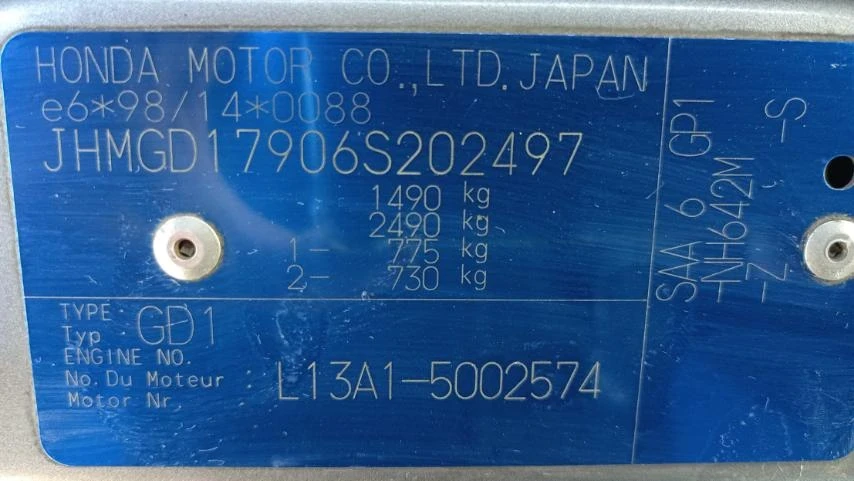 HONDA MOTOR CO.,LTD.JAPAN
e6*98/14*0088
JHMGD17906S202497
1490 kg
2490 kg
1- 775 kg
2- 730 kg
TYPE
Typ : GD1
ENGINE NO.
No.Du Moteur : L13A1-5002574
Motor Nr.
SAA 6 GP1
-NH642M -S
-Z